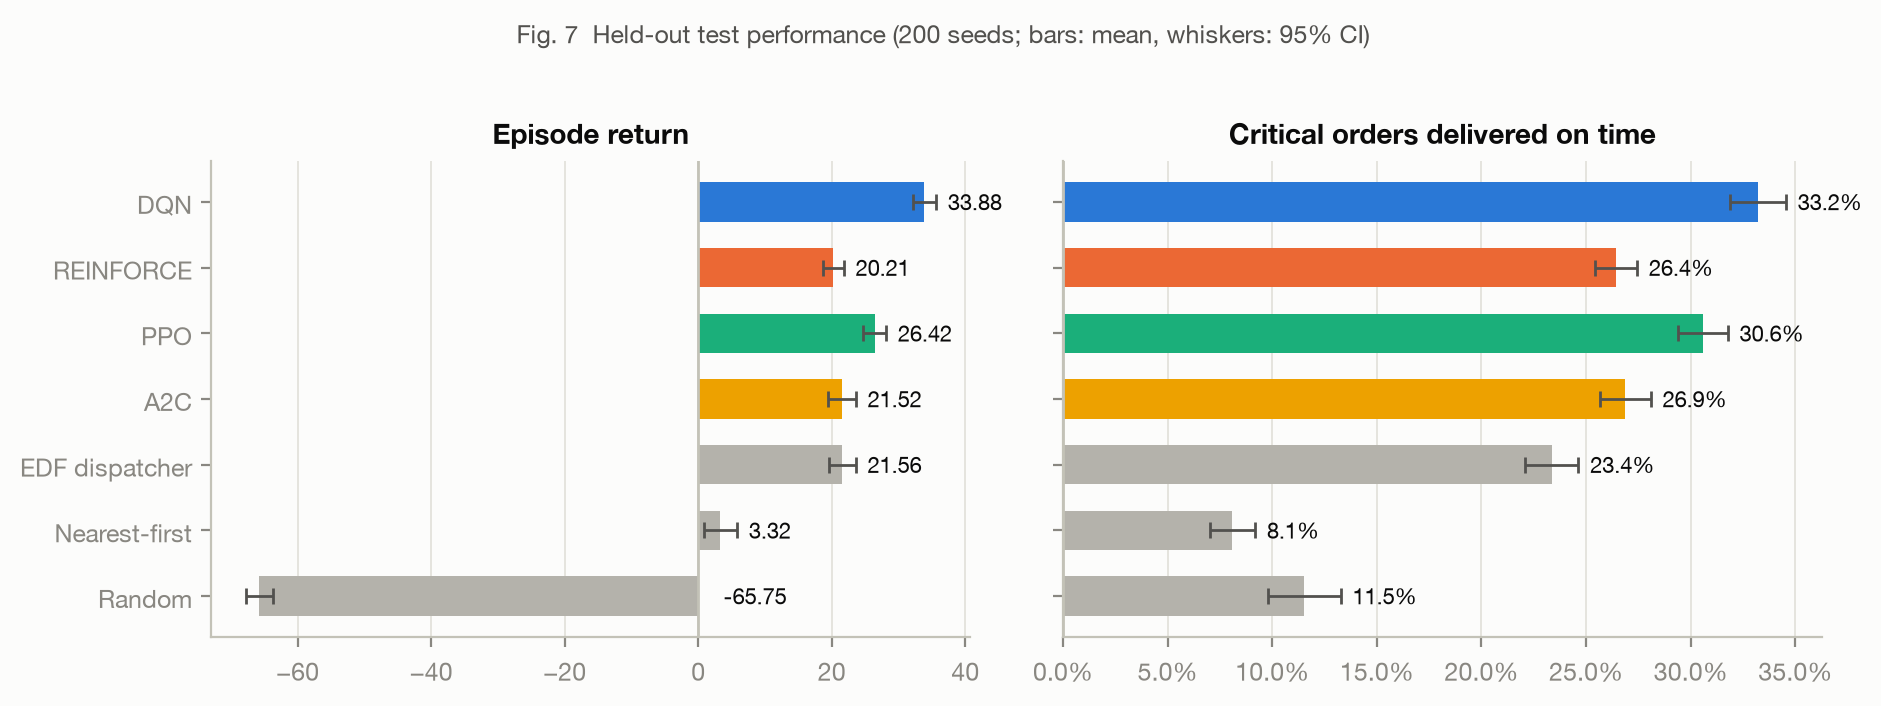 Fig. 7  Held-out test performance (200 seeds; bars: mean, whiskers: 95% CI)
Episode return
DQN
REINFORCE
PPO
A2C
EDF dispatcher
Nearest-first
Random
33.88
20.21
26.42
21.52
21.56
3.32
-65.75
−60 −40 −20 0 20 40
Critical orders delivered on time
33.2%
26.4%
30.6%
26.9%
23.4%
8.1%
11.5%
0.0% 5.0% 10.0% 15.0% 20.0% 25.0% 30.0% 35.0%